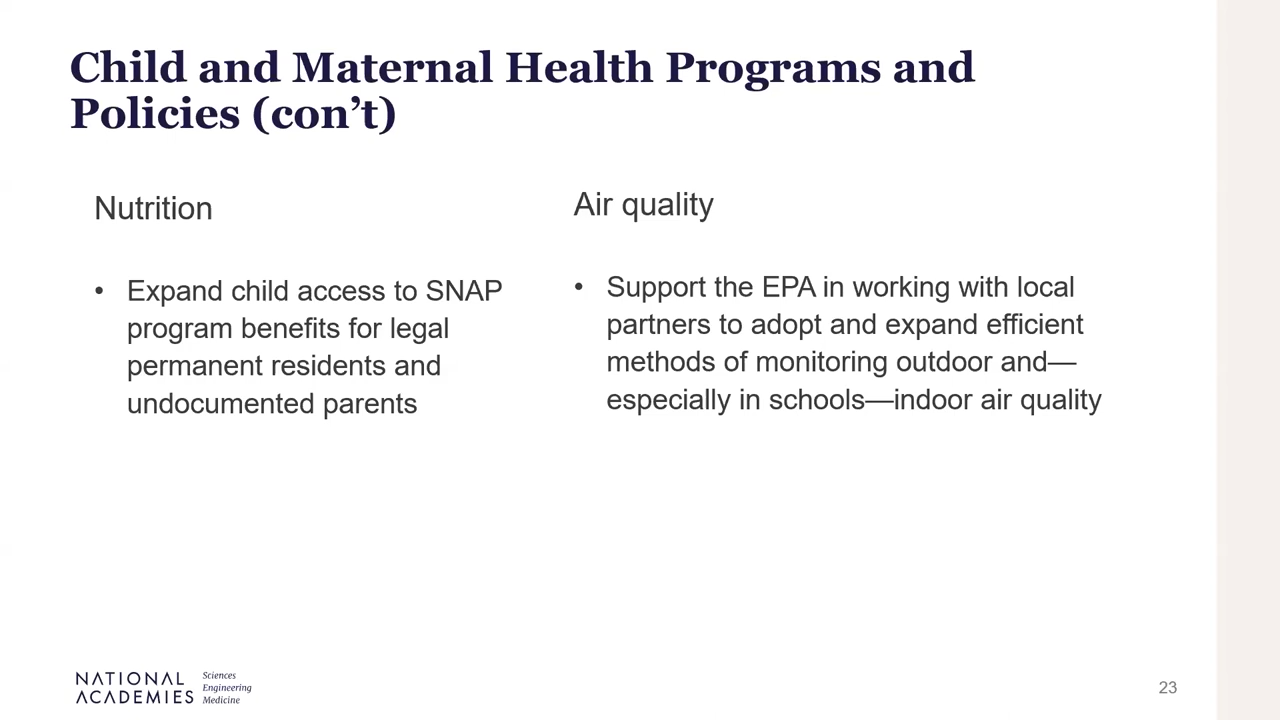 Child and Maternal Health Programs and
Policies (con’t)
Nutrition
• Expand child access to SNAP
program benefits for legal
permanent residents and
undocumented parents
Air quality
• Support the EPA in working with local
partners to adopt and expand efficient
methods of monitoring outdoor and—
especially in schools—indoor air quality
NATIONAL
ACADEMIES
Sciences
Engineering
Medicine
23